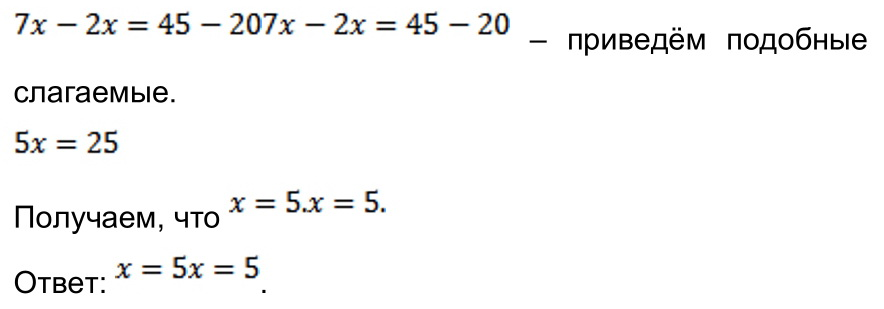 7x − 2x = 45 − 207x − 2x = 45 − 20 – приведём подобные
слагаемые.
5x = 25
Получаем, что x = 5.x = 5.
Ответ: x = 5x = 5.